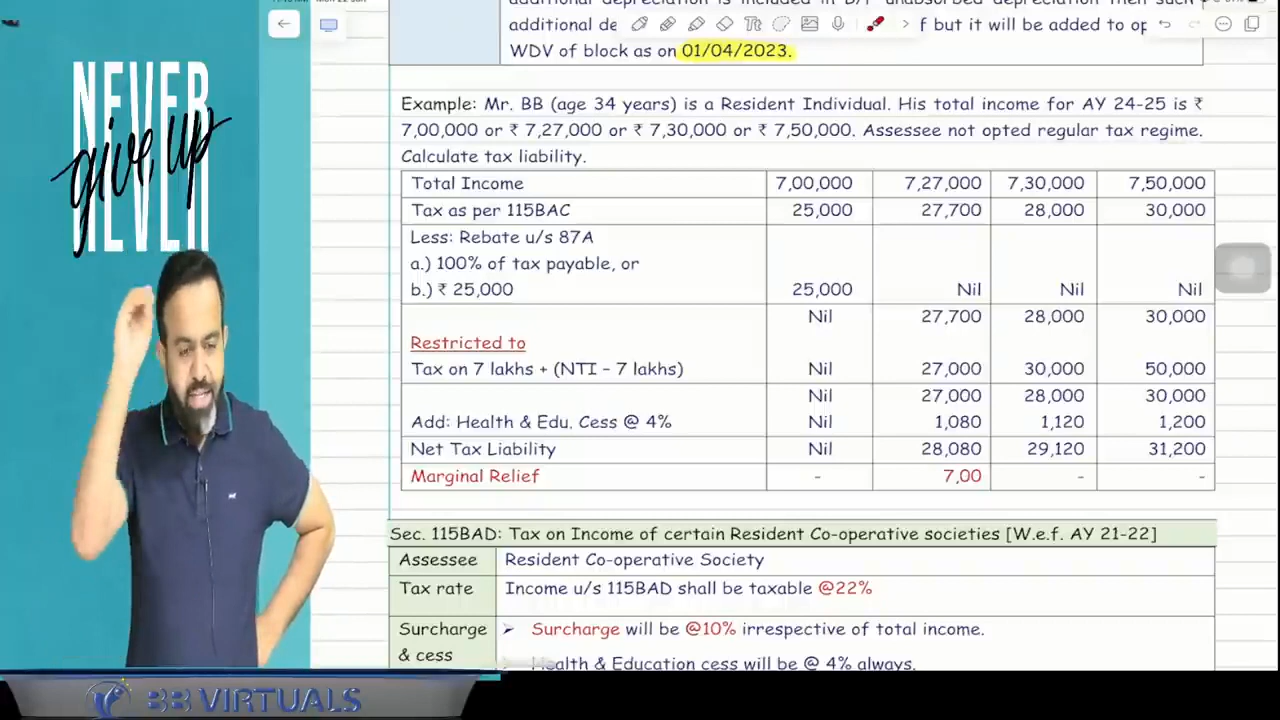 NEVER
give up
NEVER
additional depreciation is included in B/f unabsorbed depreciation then such
additional de f but it will be added to op
WDV of block as on 01/04/2023.
Example: Mr. BB (age 34 years) is a Resident Individual. His total income for AY 24-25 is ₹
7,00,000 or ₹ 7,27,000 or ₹ 7,30,000 or ₹ 7,50,000. Assessee not opted regular tax regime.
Calculate tax liability.
Total Income 7,00,000 7,27,000 7,30,000 7,50,000
Tax as per 115BAC 25,000 27,700 28,000 30,000
Less: Rebate u/s 87A
a.) 100% of tax payable, or
b.) ₹ 25,000 25,000 Nil Nil Nil
Nil 27,700 28,000 30,000
Restricted to
Tax on 7 lakhs + (NTI – 7 lakhs) Nil 27,000 30,000 50,000
Nil 27,000 28,000 30,000
Add: Health & Edu. Cess @ 4% Nil 1,080 1,120 1,200
Net Tax Liability Nil 28,080 29,120 31,200
Marginal Relief - 7,00 - -
Sec. 115BAD: Tax on Income of certain Resident Co-operative societies [W.e.f. AY 21-22]
Assessee Resident Co-operative Society
Tax rate Income u/s 115BAD shall be taxable @22%
Surcharge ➢ Surcharge will be @10% irrespective of total income.
& cess Health & Education cess will be @ 4% always.
BB VIRTUALS